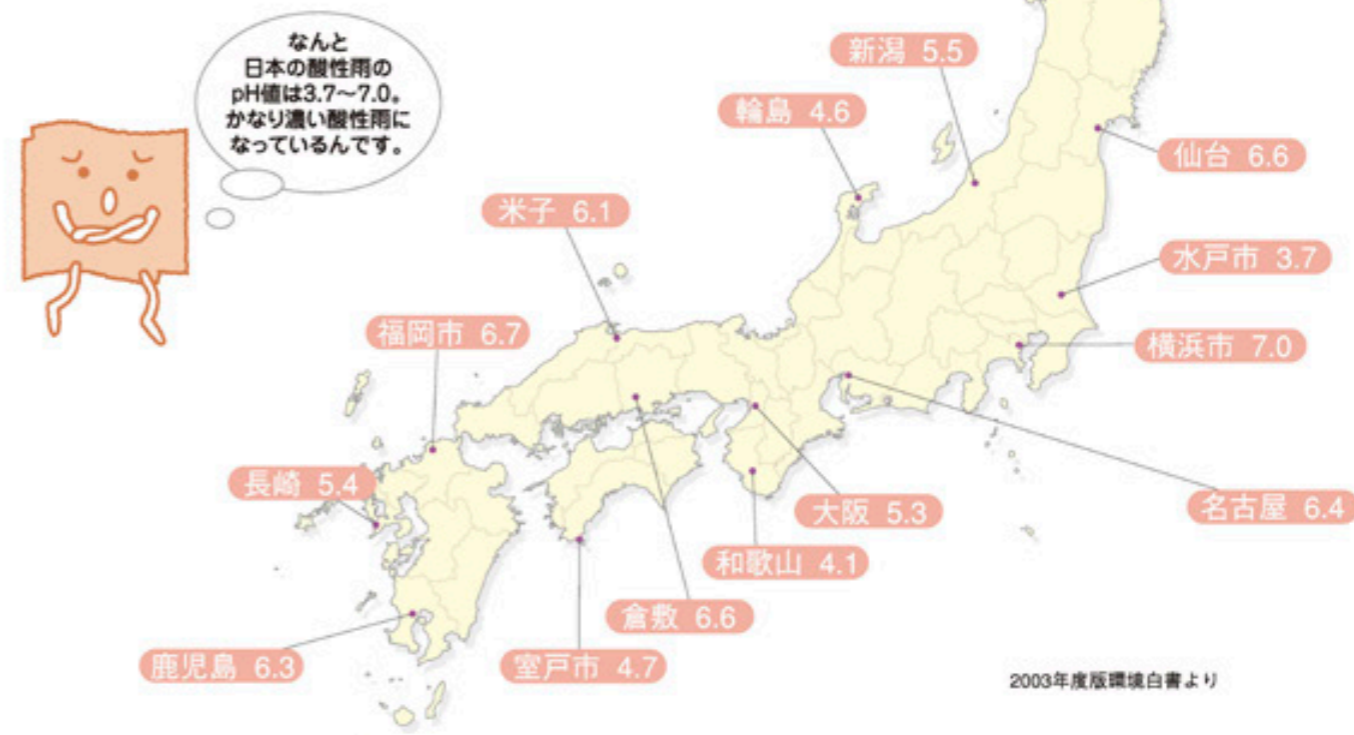 なんと
日本の酸性雨の
pH値は3.7〜7.0。
かなり濃い酸性雨に
なっているんです。
新潟 5.5
輪島 4.6
仙台 6.6
米子 6.1
水戸市 3.7
福岡市 6.7
横浜市 7.0
長崎 5.4
大阪 5.3
名古屋 6.4
和歌山 4.1
倉敷 6.6
鹿児島 6.3
室戸市 4.7
2003年度版環境白書より